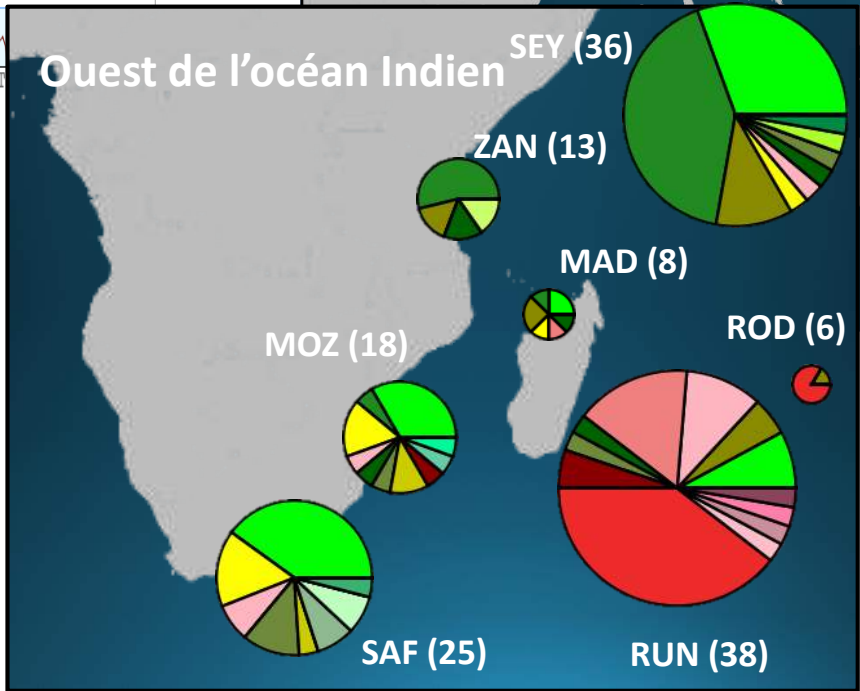 Ouest de l'océan Indien
SEY (36)
ZAN (13)
MAD (8)
ROD (6)
MOZ (18)
SAF (25)
RUN (38)